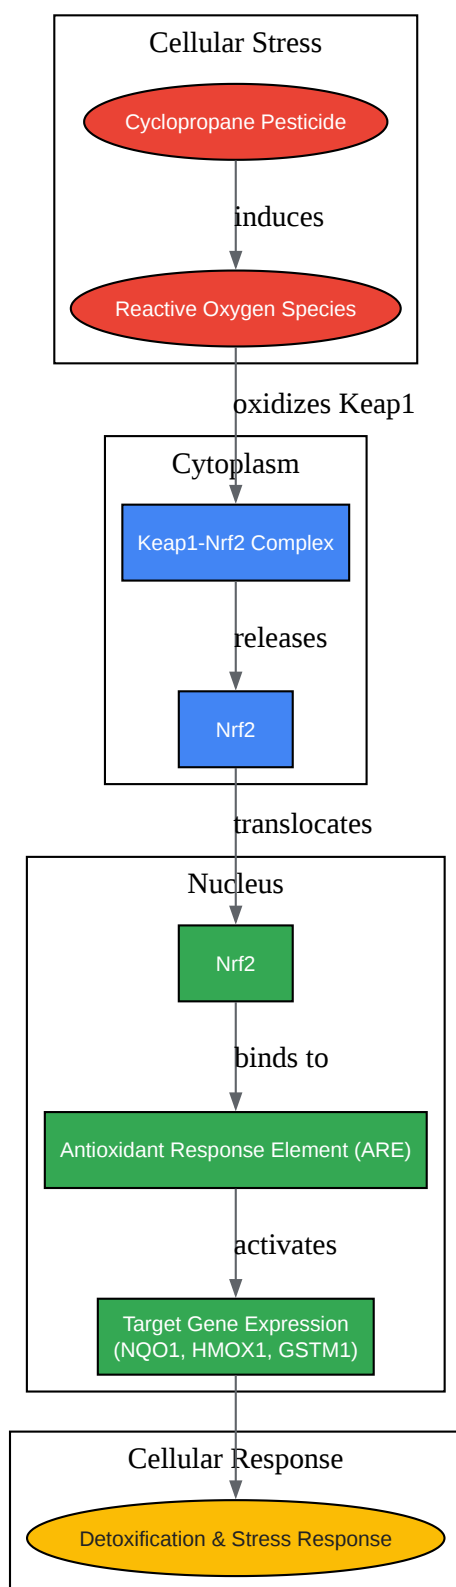 Cellular Stress
Cyclopropane Pesticide
induces
Reactive Oxygen Species
oxidizes Keap1
Cytoplasm
Keap1-Nrf2 Complex
releases
Nrf2
translocates
Nucleus
Nrf2
binds to
Antioxidant Response Element (ARE)
activates
Target Gene Expression
(NQO1, HMOX1, GSTM1)
Cellular Response
Detoxification & Stress Response